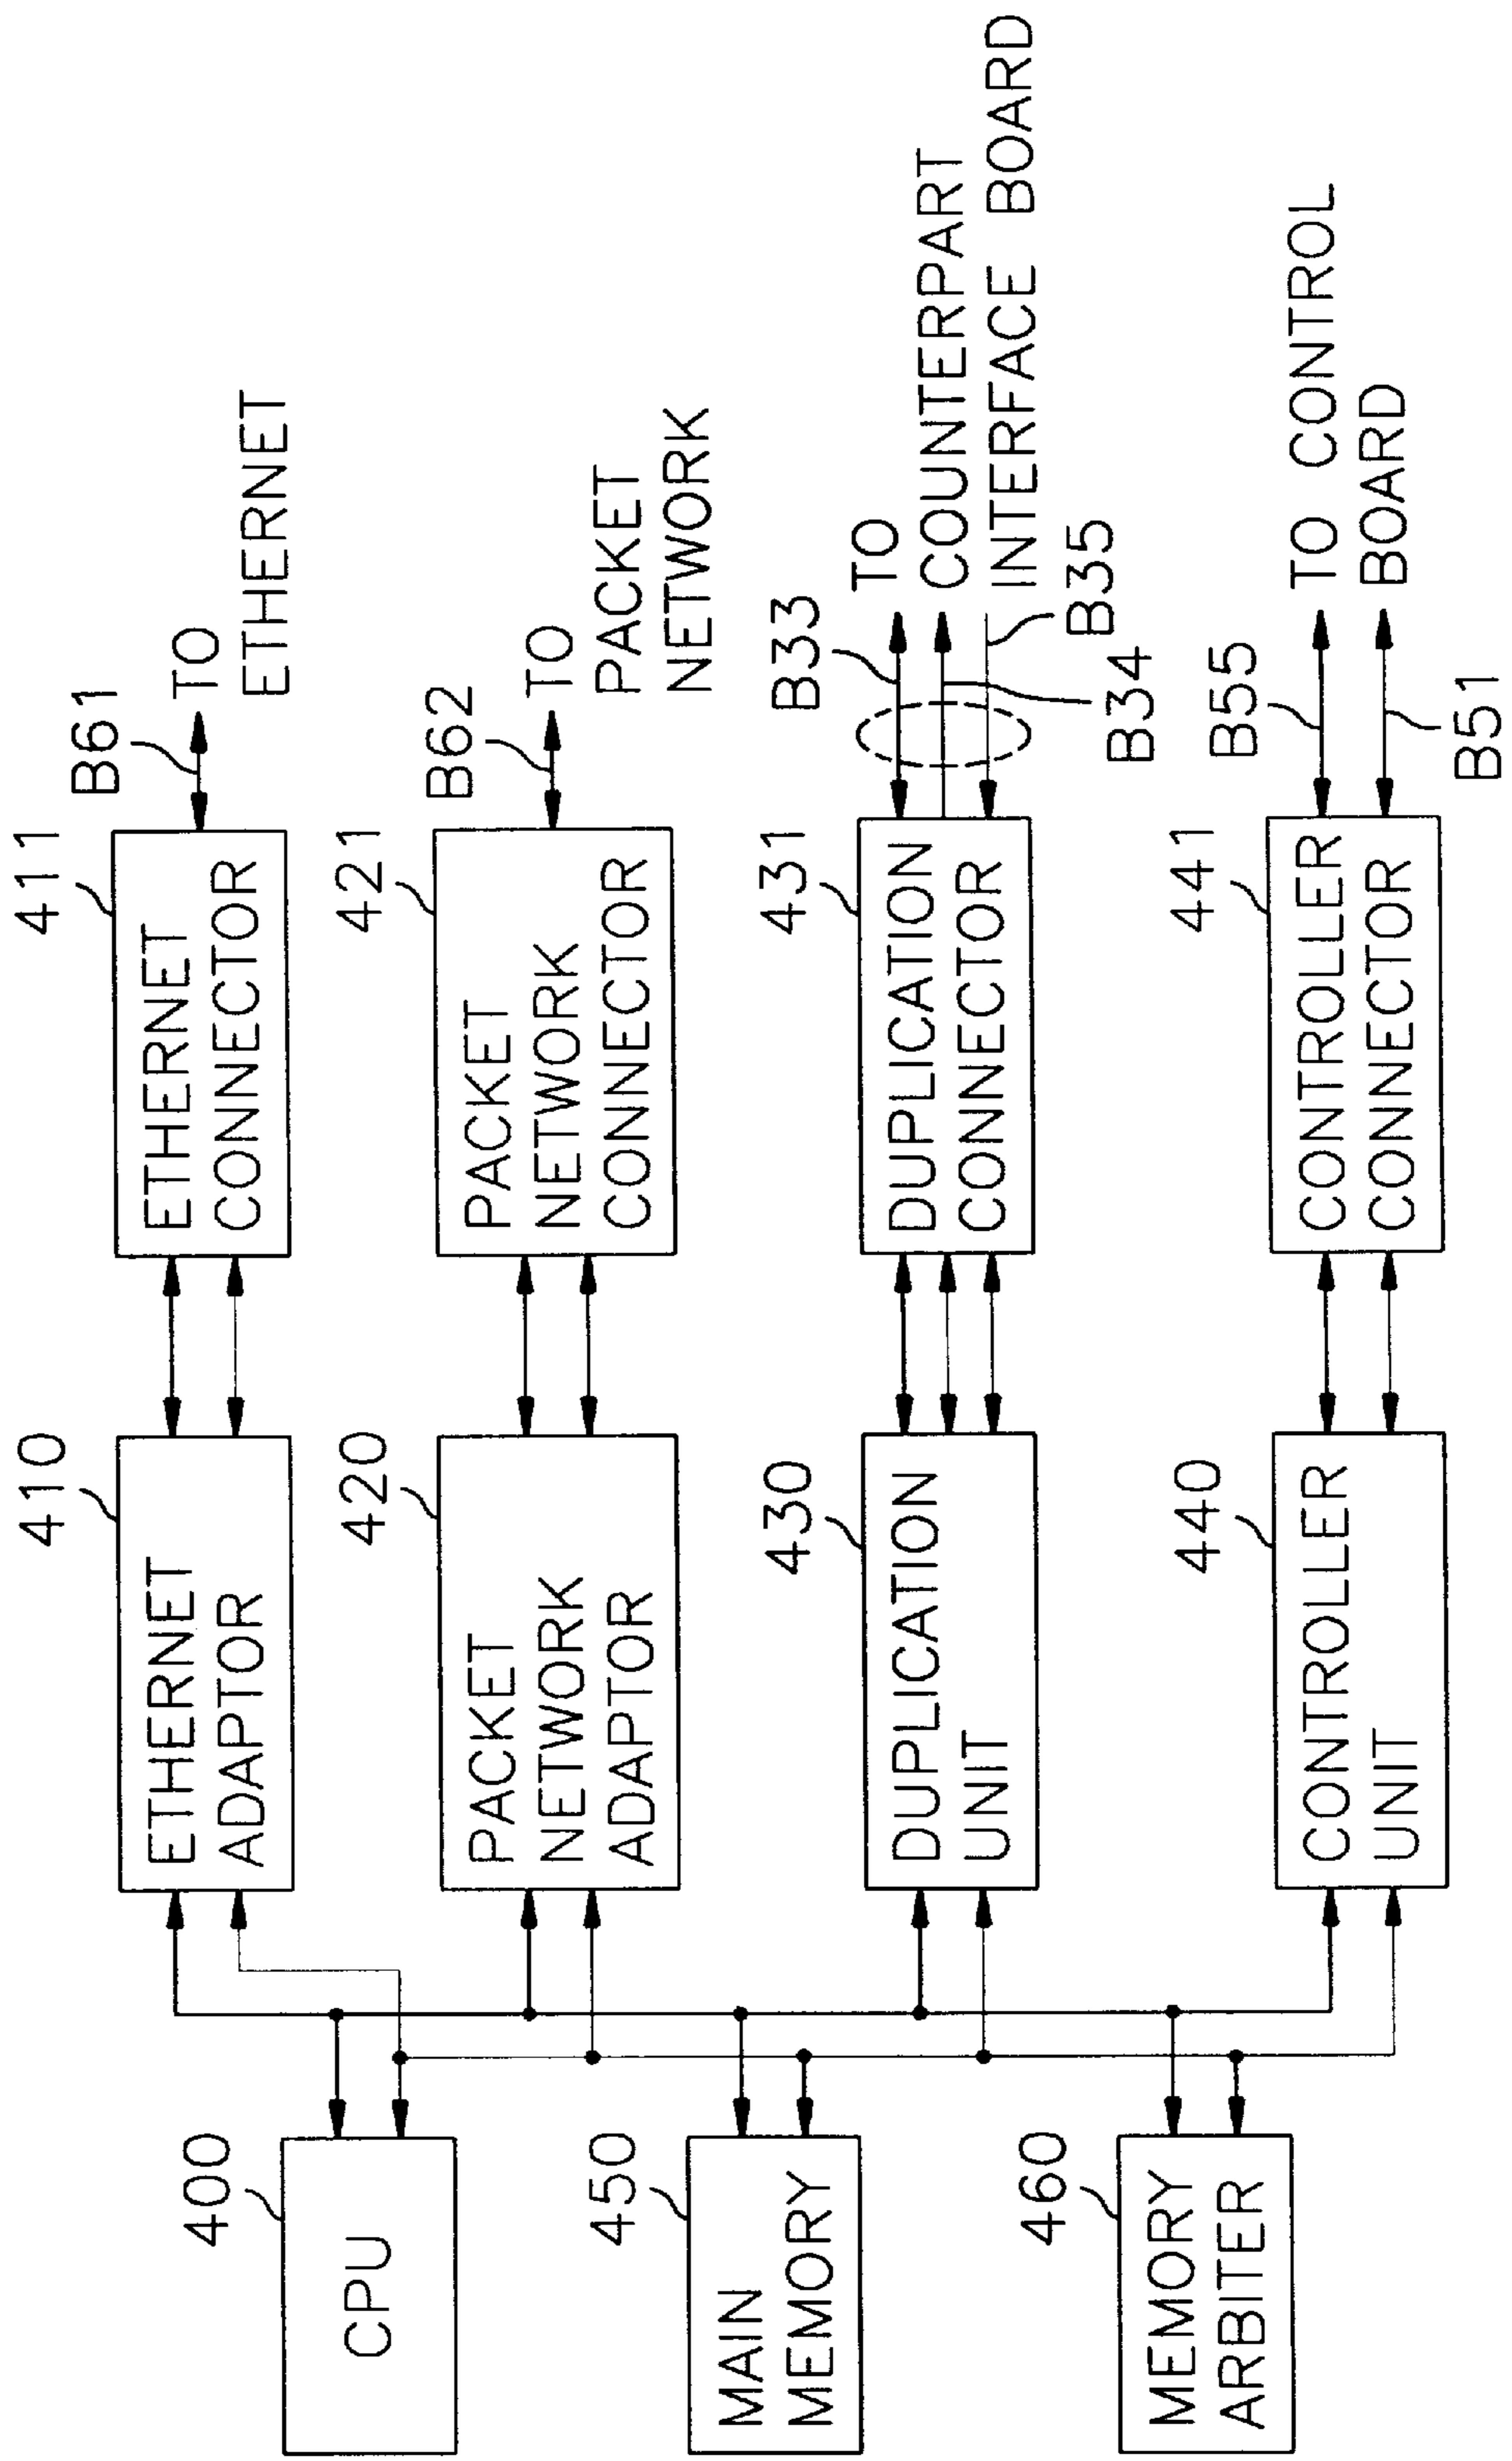 400
CPU
450
MAIN
MEMORY
460
MEMORY
ARBITER
410
ETHERNET
ADAPTOR
420
PACKET
NETWORK
ADAPTOR
430
DUPLICATION
UNIT
440
CONTROLLER
UNIT
411
ETHERNET
CONNECTOR
421
PACKET
NETWORK
CONNECTOR
431
DUPLICATION
CONNECTOR
441
CONTROLLER
CONNECTOR
B61
TO
ETHERNET
B62
TO
PACKET
NETWORK
B33
TO
COUNTERPART
INTERFACE BOARD
B35
B34
B55
TO CONTROL
BOARD
B51